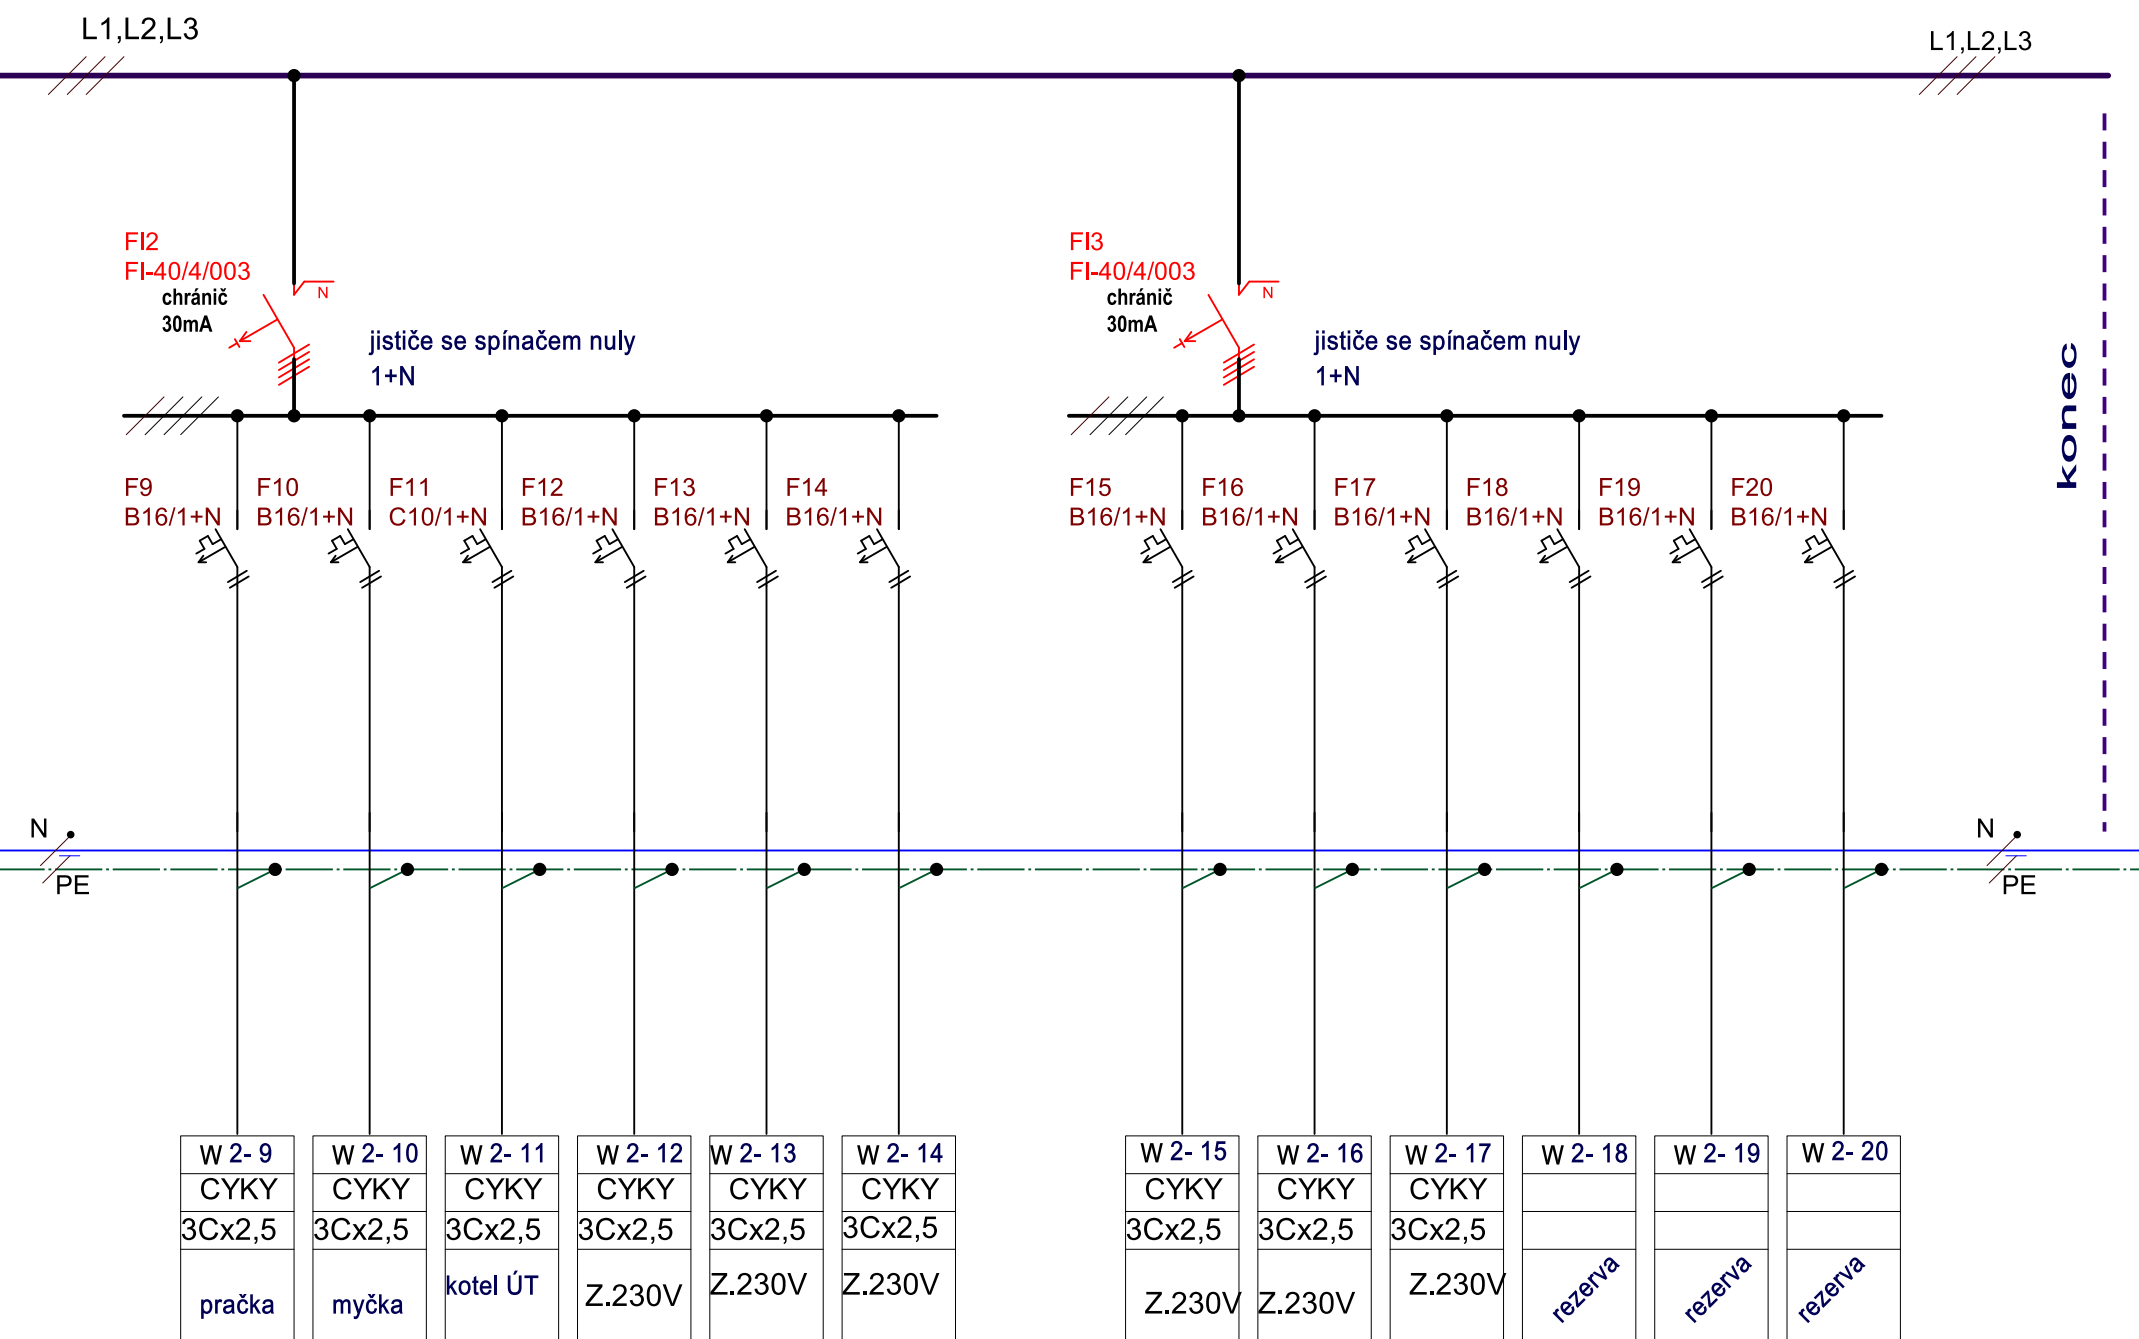 L1,L2,L3
L1,L2,L3
FI2
FI-40/4/003
chránič
30mA
N
jističe se spínačem nuly
1+N
FI3
FI-40/4/003
chránič
30mA
N
jističe se spínačem nuly
1+N
konec
F9
B16/1+N
F10
B16/1+N
F11
C10/1+N
F12
B16/1+N
F13
B16/1+N
F14
B16/1+N
F15
B16/1+N
F16
B16/1+N
F17
B16/1+N
F18
B16/1+N
F19
B16/1+N
F20
B16/1+N
N
PE
N
PE
W 2- 9
CYKY
3Cx2,5
pračka
W 2- 10
CYKY
3Cx2,5
myčka
W 2- 11
CYKY
3Cx2,5
kotel ÚT
W 2- 12
CYKY
3Cx2,5
Z.230V
W 2- 13
CYKY
3Cx2,5
Z.230V
W 2- 14
CYKY
3Cx2,5
Z.230V
W 2- 15
CYKY
3Cx2,5
Z.230V
W 2- 16
CYKY
3Cx2,5
Z.230V
W 2- 17
CYKY
3Cx2,5
Z.230V
W 2- 18
rezerva
W 2- 19
rezerva
W 2- 20
rezerva